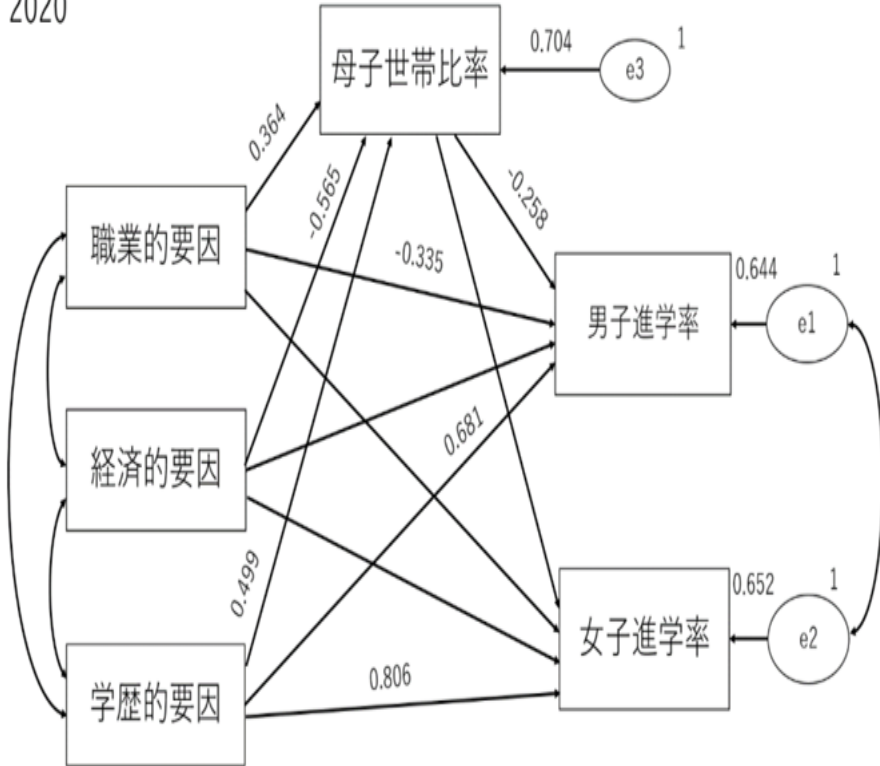 2020
母子世帯比率
0.704
e3
1
0.364
-0.565
-0.258
職業的要因
-0.335
男子進学率
0.644
e1
1
経済的要因
0.681
0.499
女子進学率
0.652
e2
1
学歴的要因
0.806